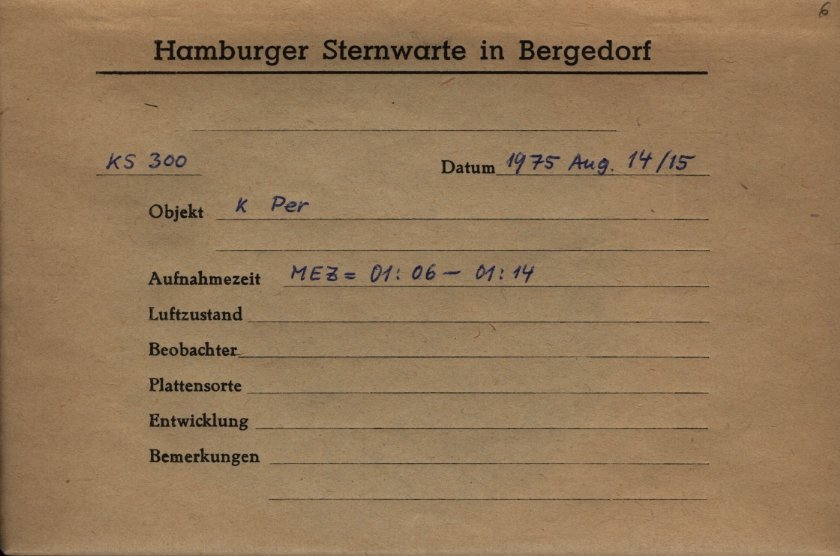 6
Hamburger Sternwarte in Bergedorf
KS 300 Datum 1975 Aug. 14/15
Objekt K Per
Aufnahmezeit MEZ = 01:06 – 01:14
Luftzustand
Beobachter
Plattensorte
Entwicklung
Bemerkungen